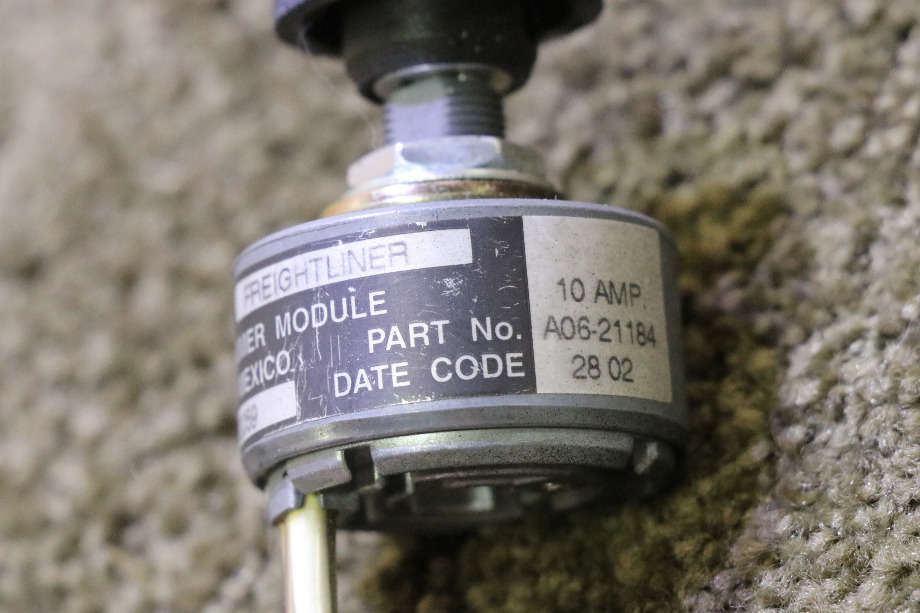 FREIGHTLINER
MODULE
10 AMP.
PART No. A06-21184
DATE CODE 28 02